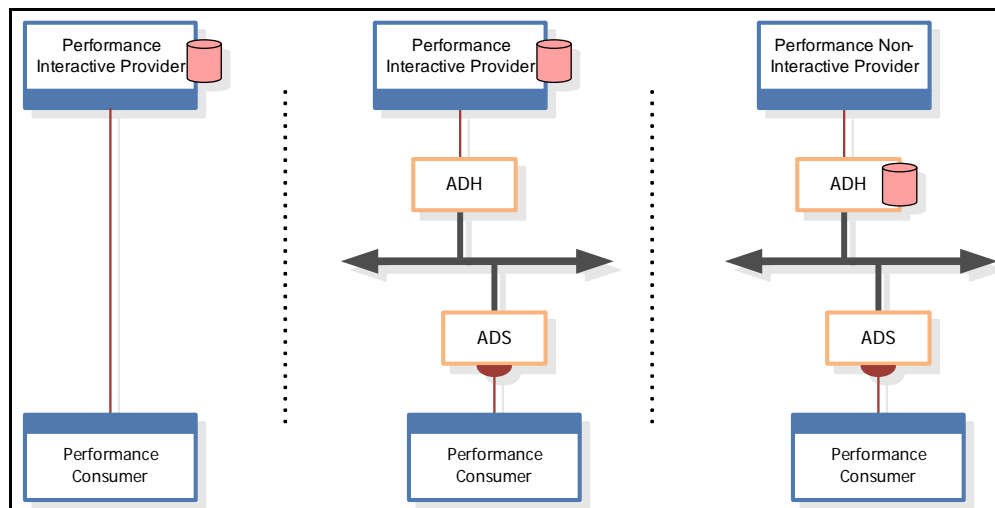 Performance
Interactive Provider
ADH
ADS
Performance
Consumer
Performance
Interactive Provider
Performance
Consumer
Performance Non-
Interactive Provider
ADH
ADS
Performance
Consumer